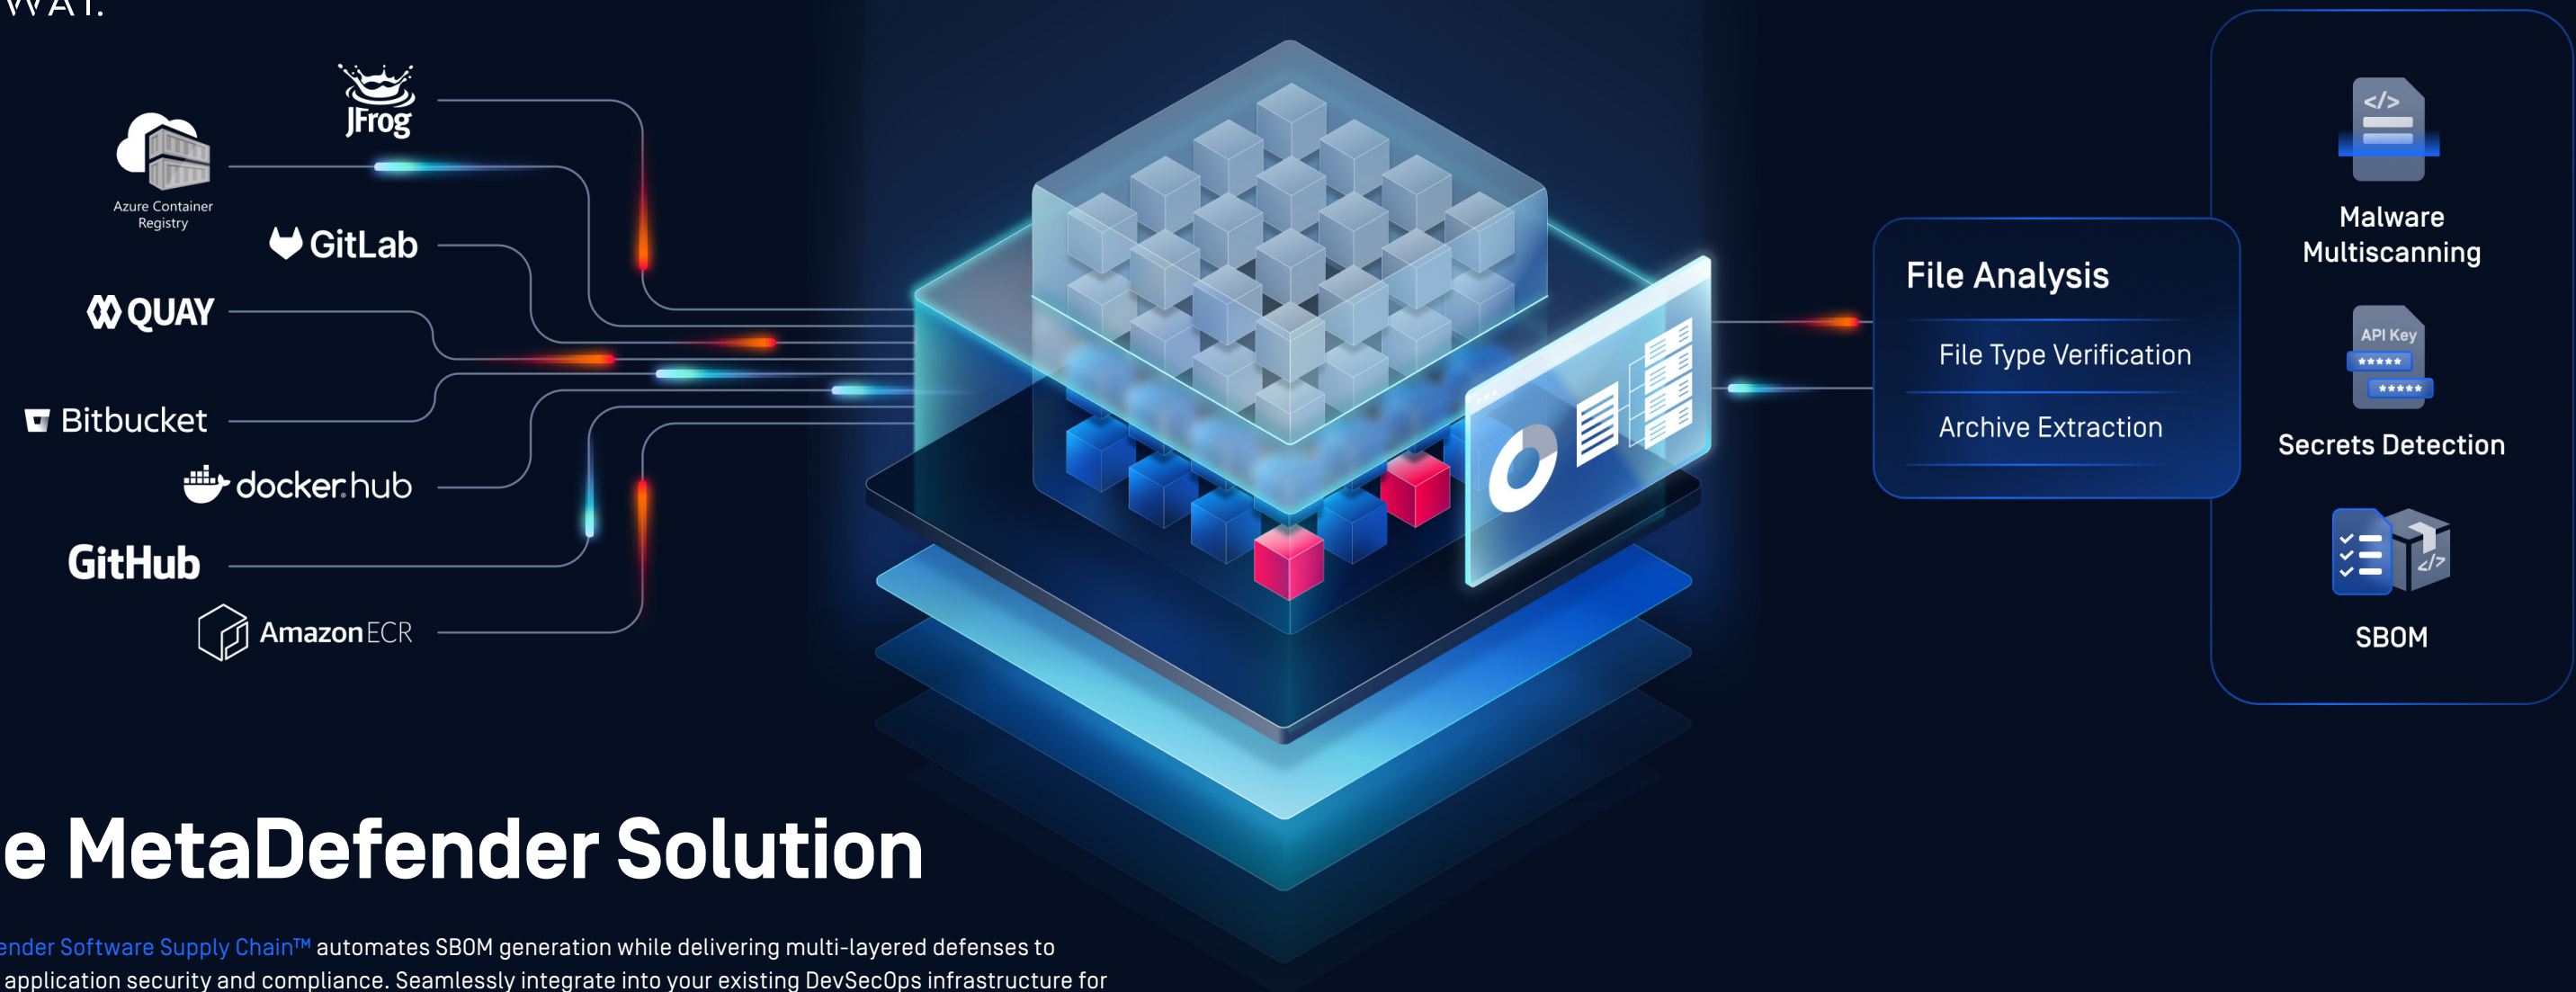 JFrog
Azure Container
Registry
GitLab
QUAY
Bitbucket
docker hub
GitHub
Amazon ECR
File Analysis
File Type Verification
Archive Extraction
</>
Malware
Multiscanning
API Key
*****
*****
Secrets Detection
</>
SBOM
e MetaDefender Solution
ender Software Supply Chain™ automates SBOM generation while delivering multi-layered defenses to
application security and compliance. Seamlessly integrate into your existing DevSecOps infrastructure for